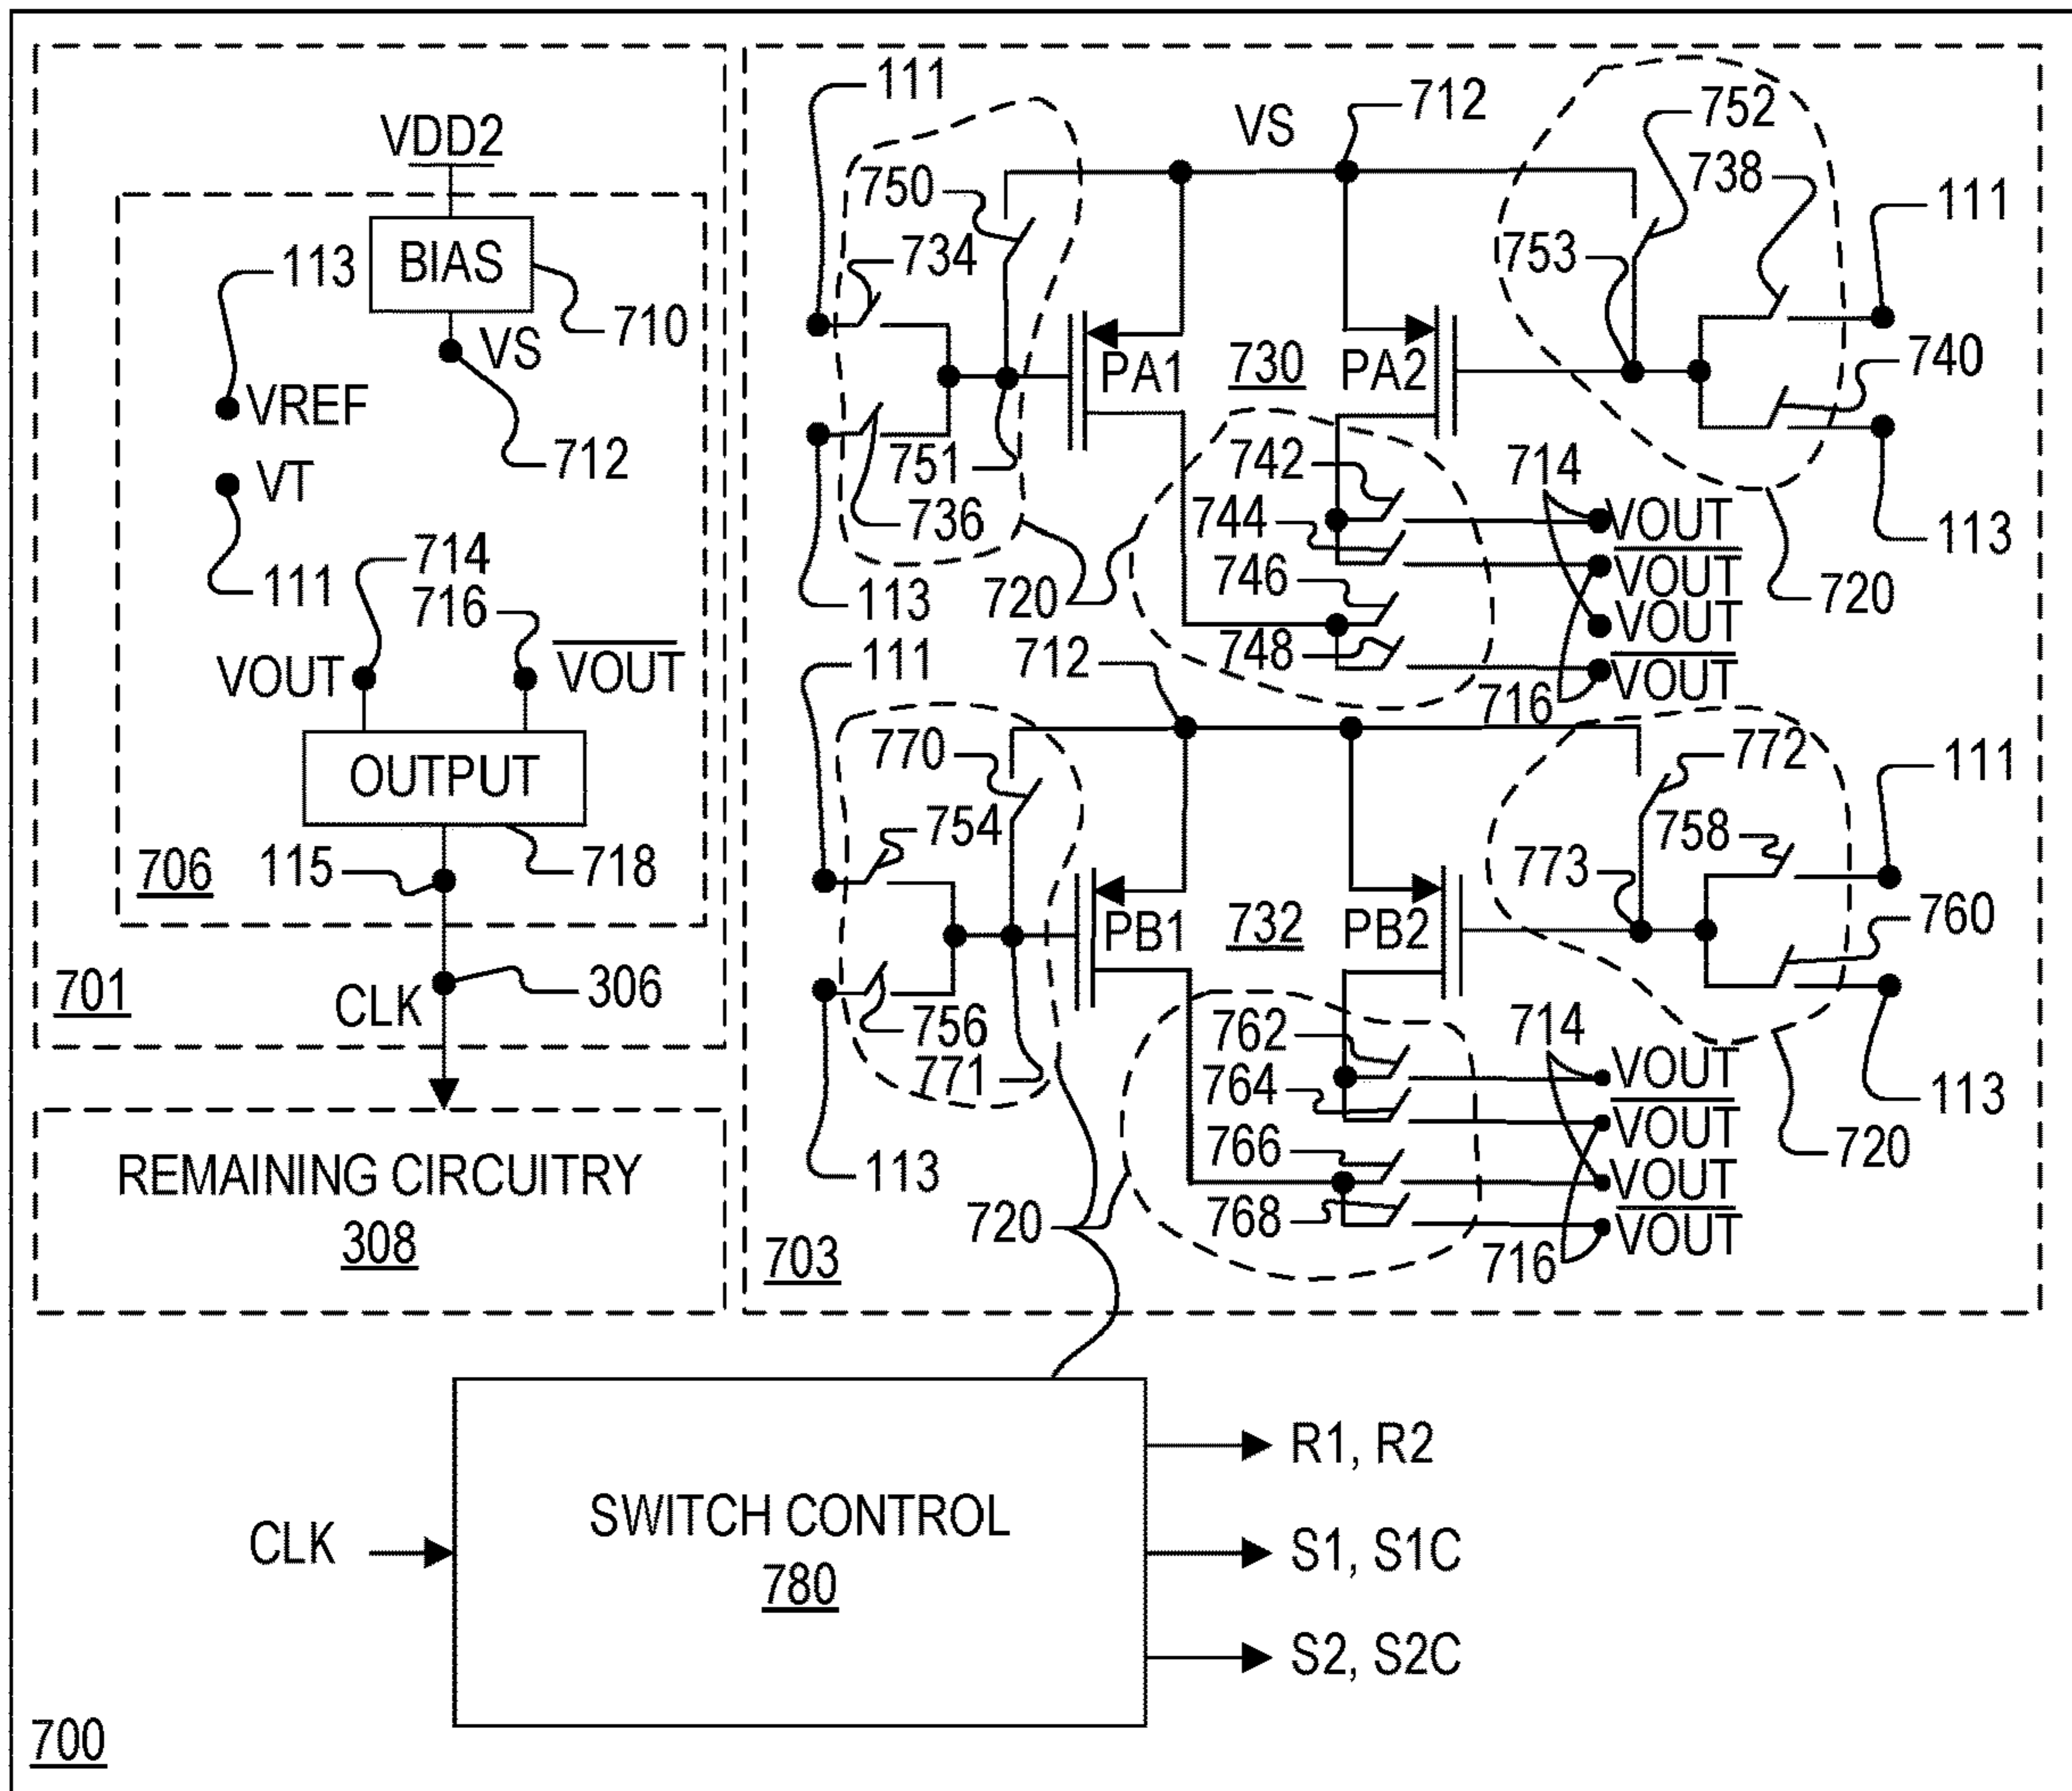 VDD2
BIAS
113
710
VS
VREF
712
VT
111
714
716
VOUT
VOUT
OUTPUT
115
718
706
306
CLK
701
REMAINING CIRCUITRY
308
111
VS
712
752
750
738
111
734
753
PA1
730
PA2
740
751
736
742
714
744
VOUT
VOUT
746
VOUT
748
VOUT
113
720
716
720
113
712
111
770
772
111
754
758
773
PB1
732
PB2
760
756
771
762
714
764
VOUT
VOUT
766
VOUT
768
VOUT
113
720
716
720
113
703
CLK
SWITCH CONTROL
780
R1, R2
S1, S1C
S2, S2C
700